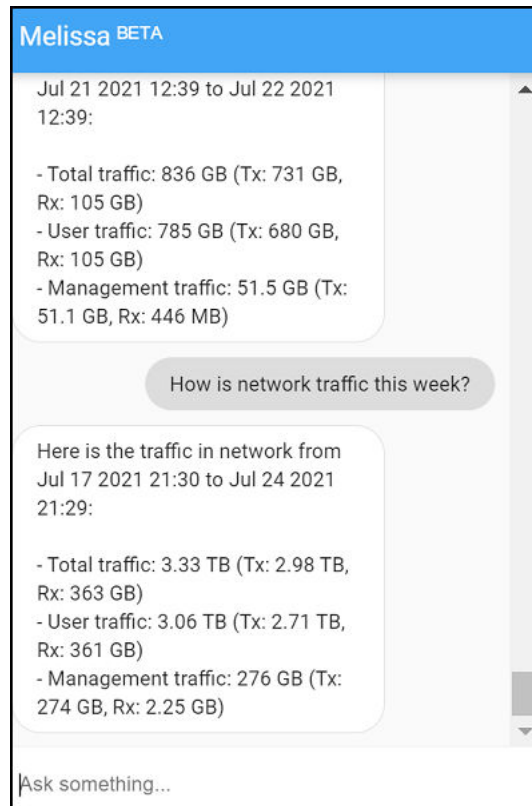 Melissa BETA
Jul 21 2021 12:39 to Jul 22 2021
12:39:
- Total traffic: 836 GB (Tx: 731 GB,
Rx: 105 GB)
- User traffic: 785 GB (Tx: 680 GB,
Rx: 105 GB)
- Management traffic: 51.5 GB (Tx:
51.1 GB, Rx: 446 MB)
How is network traffic this week?
Here is the traffic in network from
Jul 17 2021 21:30 to Jul 24 2021
21:29:
- Total traffic: 3.33 TB (Tx: 2.98 TB,
Rx: 363 GB)
- User traffic: 3.06 TB (Tx: 2.71 TB,
Rx: 361 GB)
- Management traffic: 276 GB (Tx:
274 GB, Rx: 2.25 GB)
Ask something...